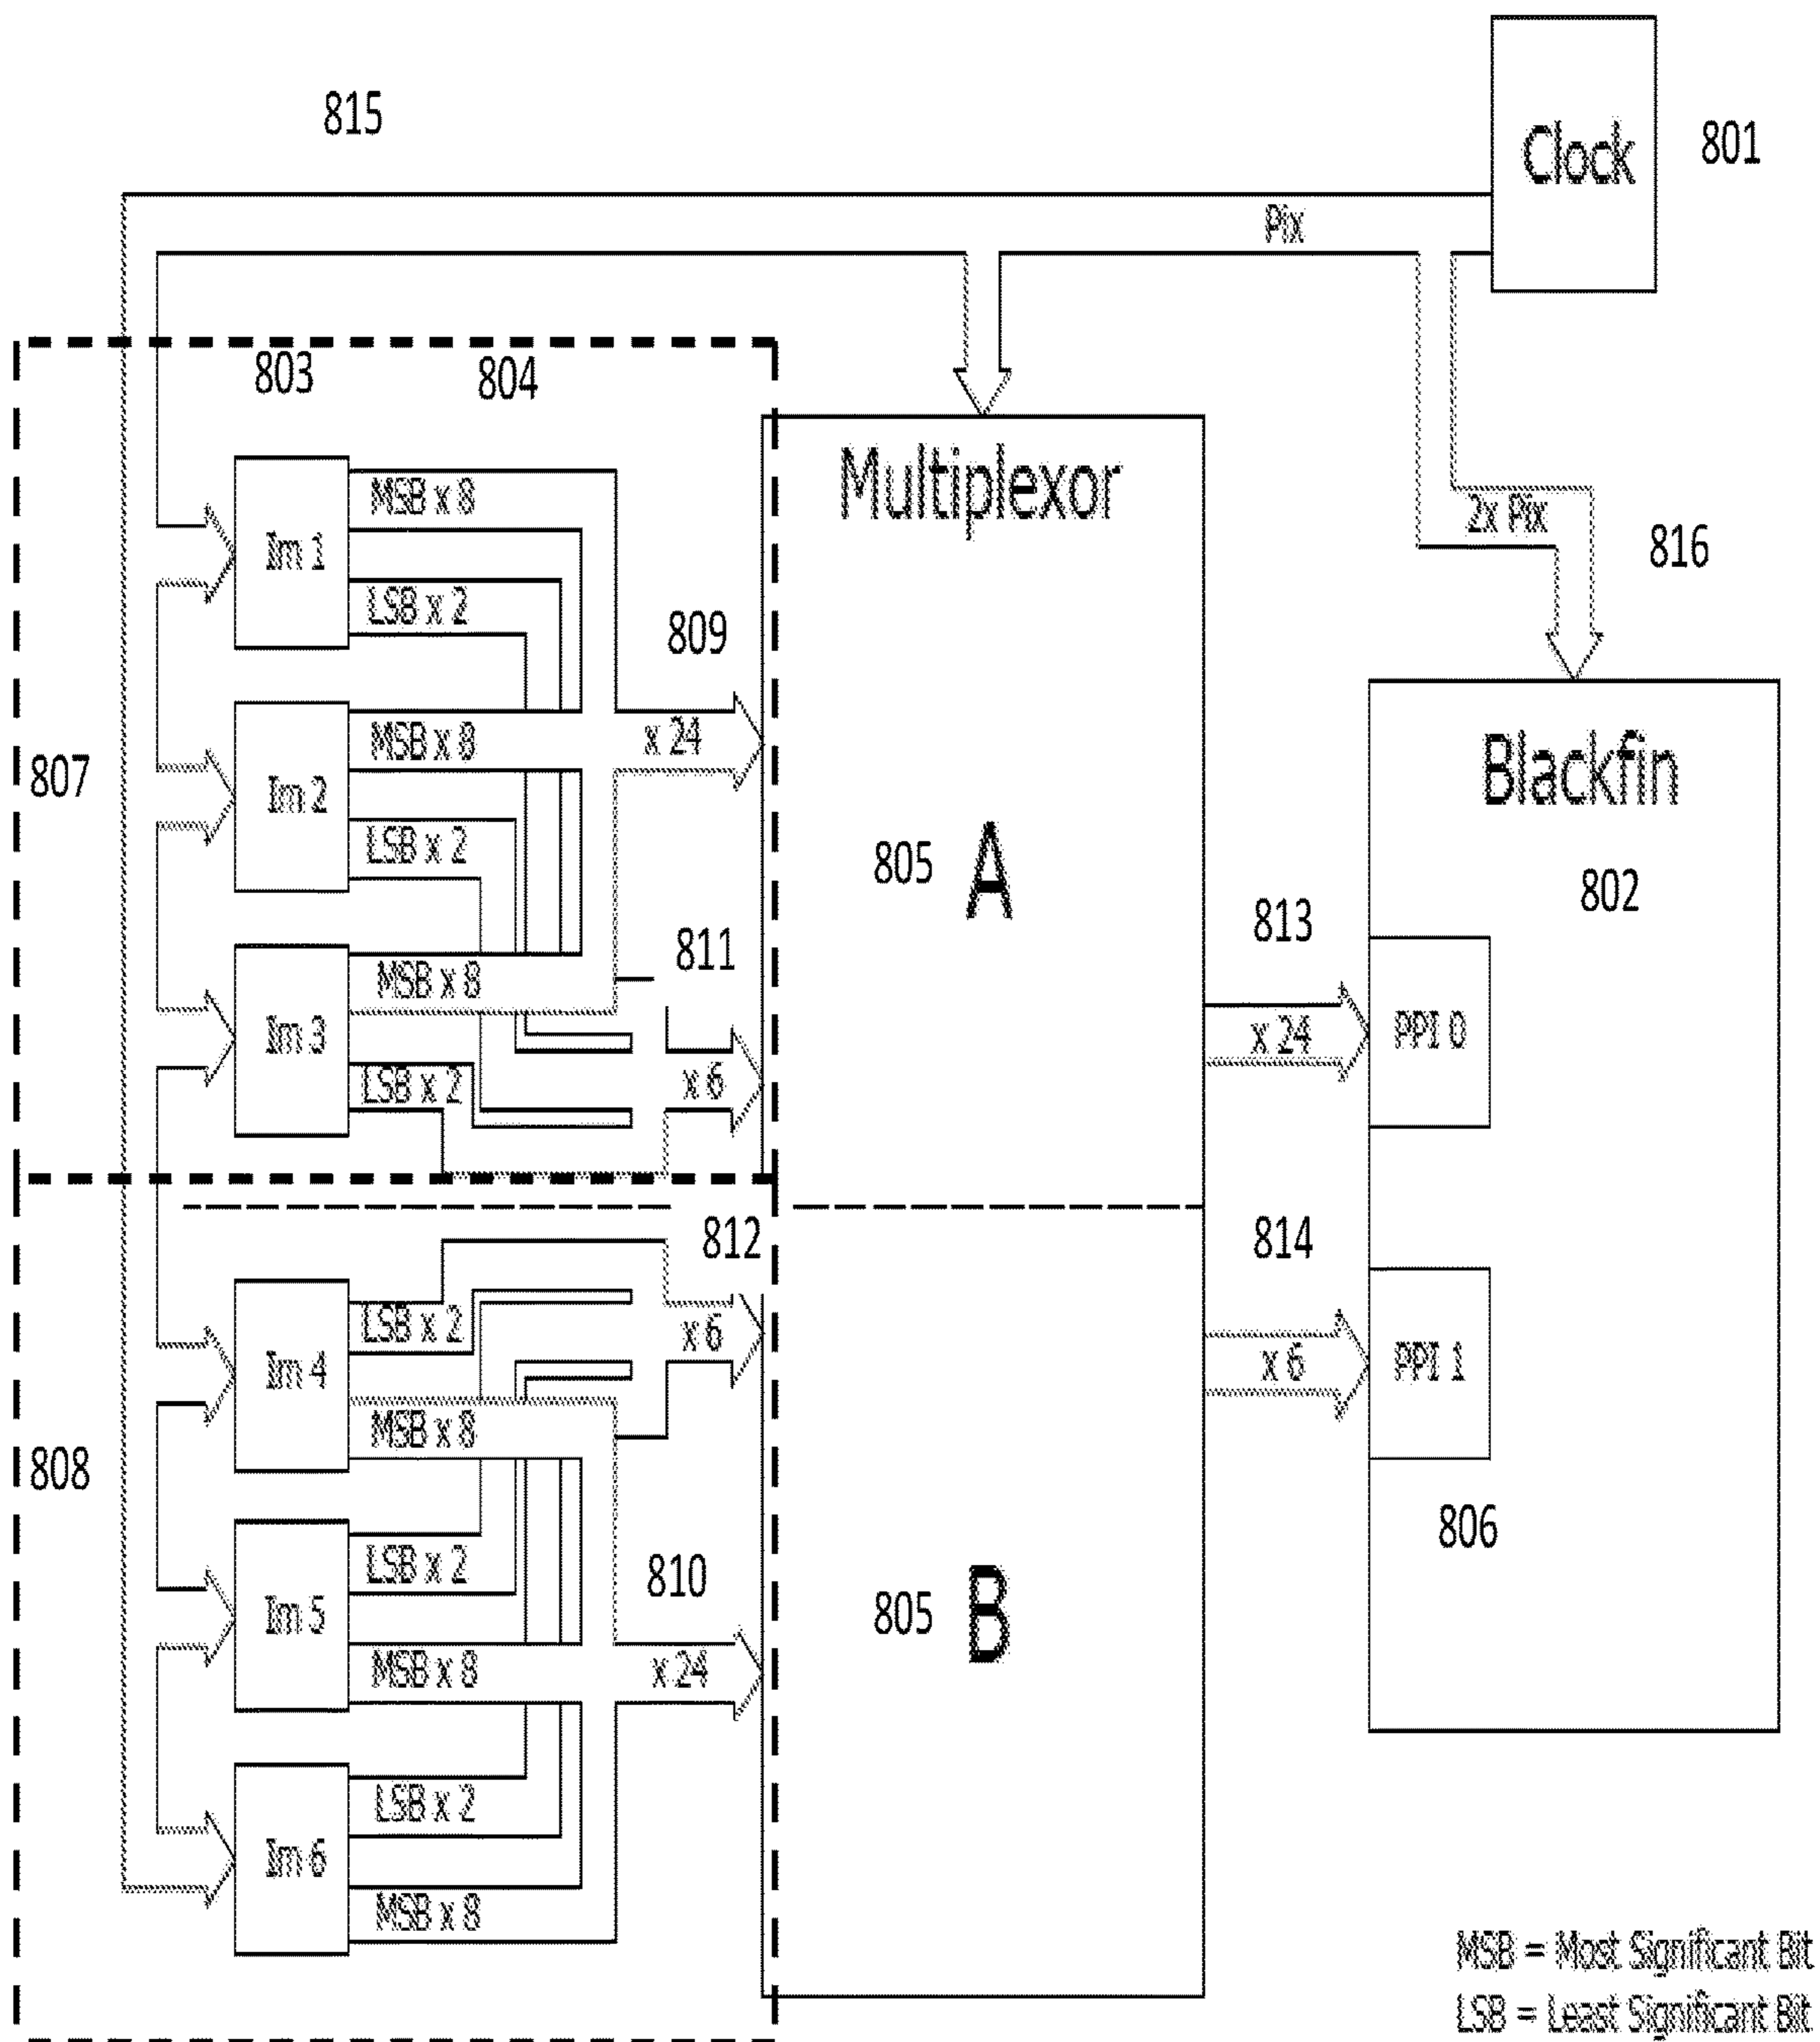 815
Clock
801
Pix
803
804
Multiplexor
MSB x 8
Im 1
LSB x 2
2x Pix
816
809
MSB x 8
x 24
Im 2
LSB x 2
807
Blackfin
805
A
802
813
811
MSB x 8
Im 3
LSB x 2
x 6
x 24
PPI 0
812
814
LSB x 2
x 6
Im 4
MSB x 8
x 6
PPI 1
808
806
LSB x 2
810
Im 5
805
B
MSB x 8
x 24
LSB x 2
Im 6
MSB x 8
MSB = Most Significant Bit
LSB = Least Significant Bit